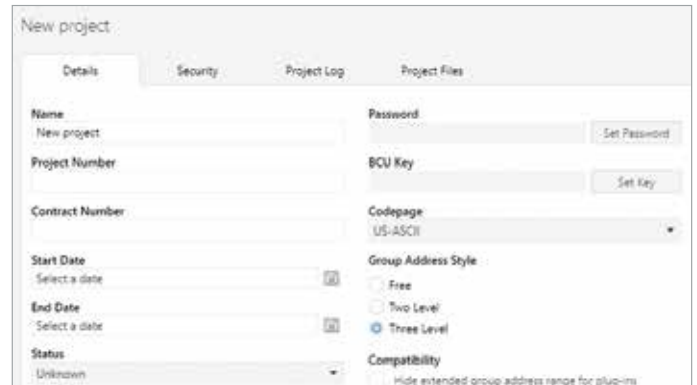 New project
Details Security Project Log Project Files
Name
New project
Project Number
Contract Number
Start Date
Select a date
End Date
Select a date
Status
Unknown
Password
Set Password
BCU Key
Set Key
Codepage
US-ASCII
Group Address Style
Free
Two Level
Three Level
Compatibility
Hide extended group address range for plug-ins